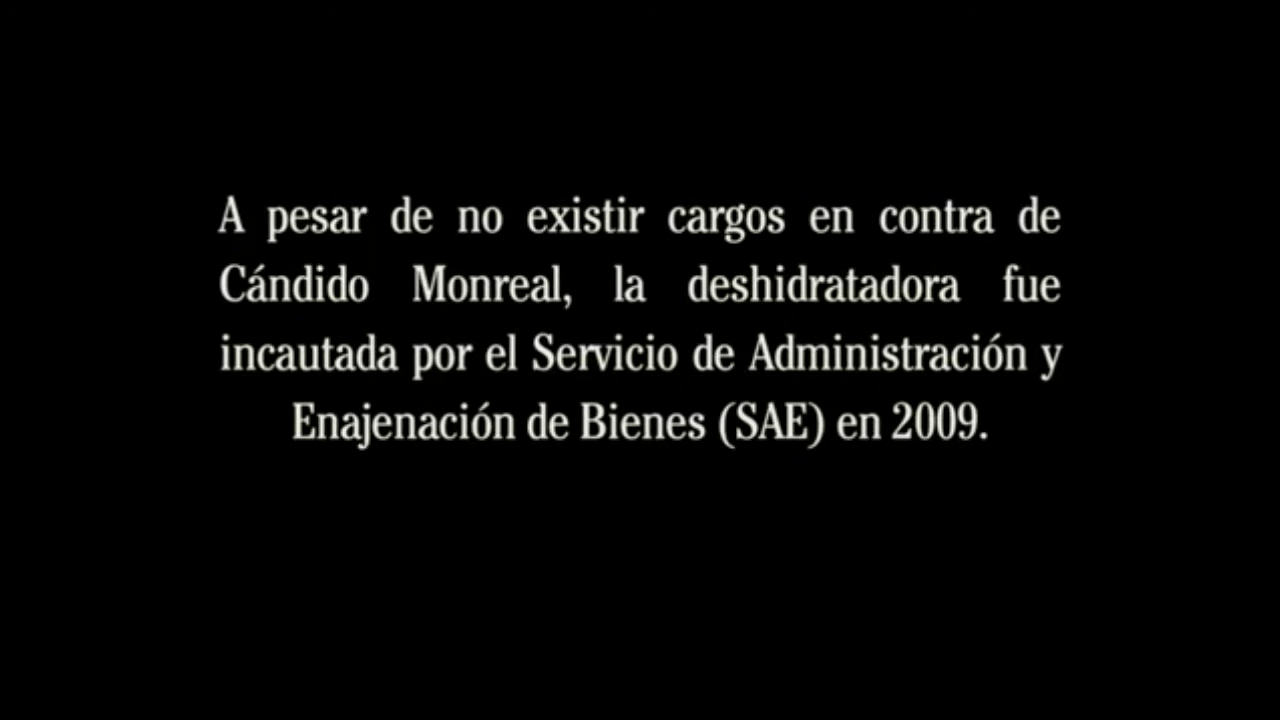 A pesar de no existir cargos en contra de
Cándido Monreal, la deshidratadora fue
incautada por el Servicio de Administración y
Enajenación de Bienes (SAE) en 2009.